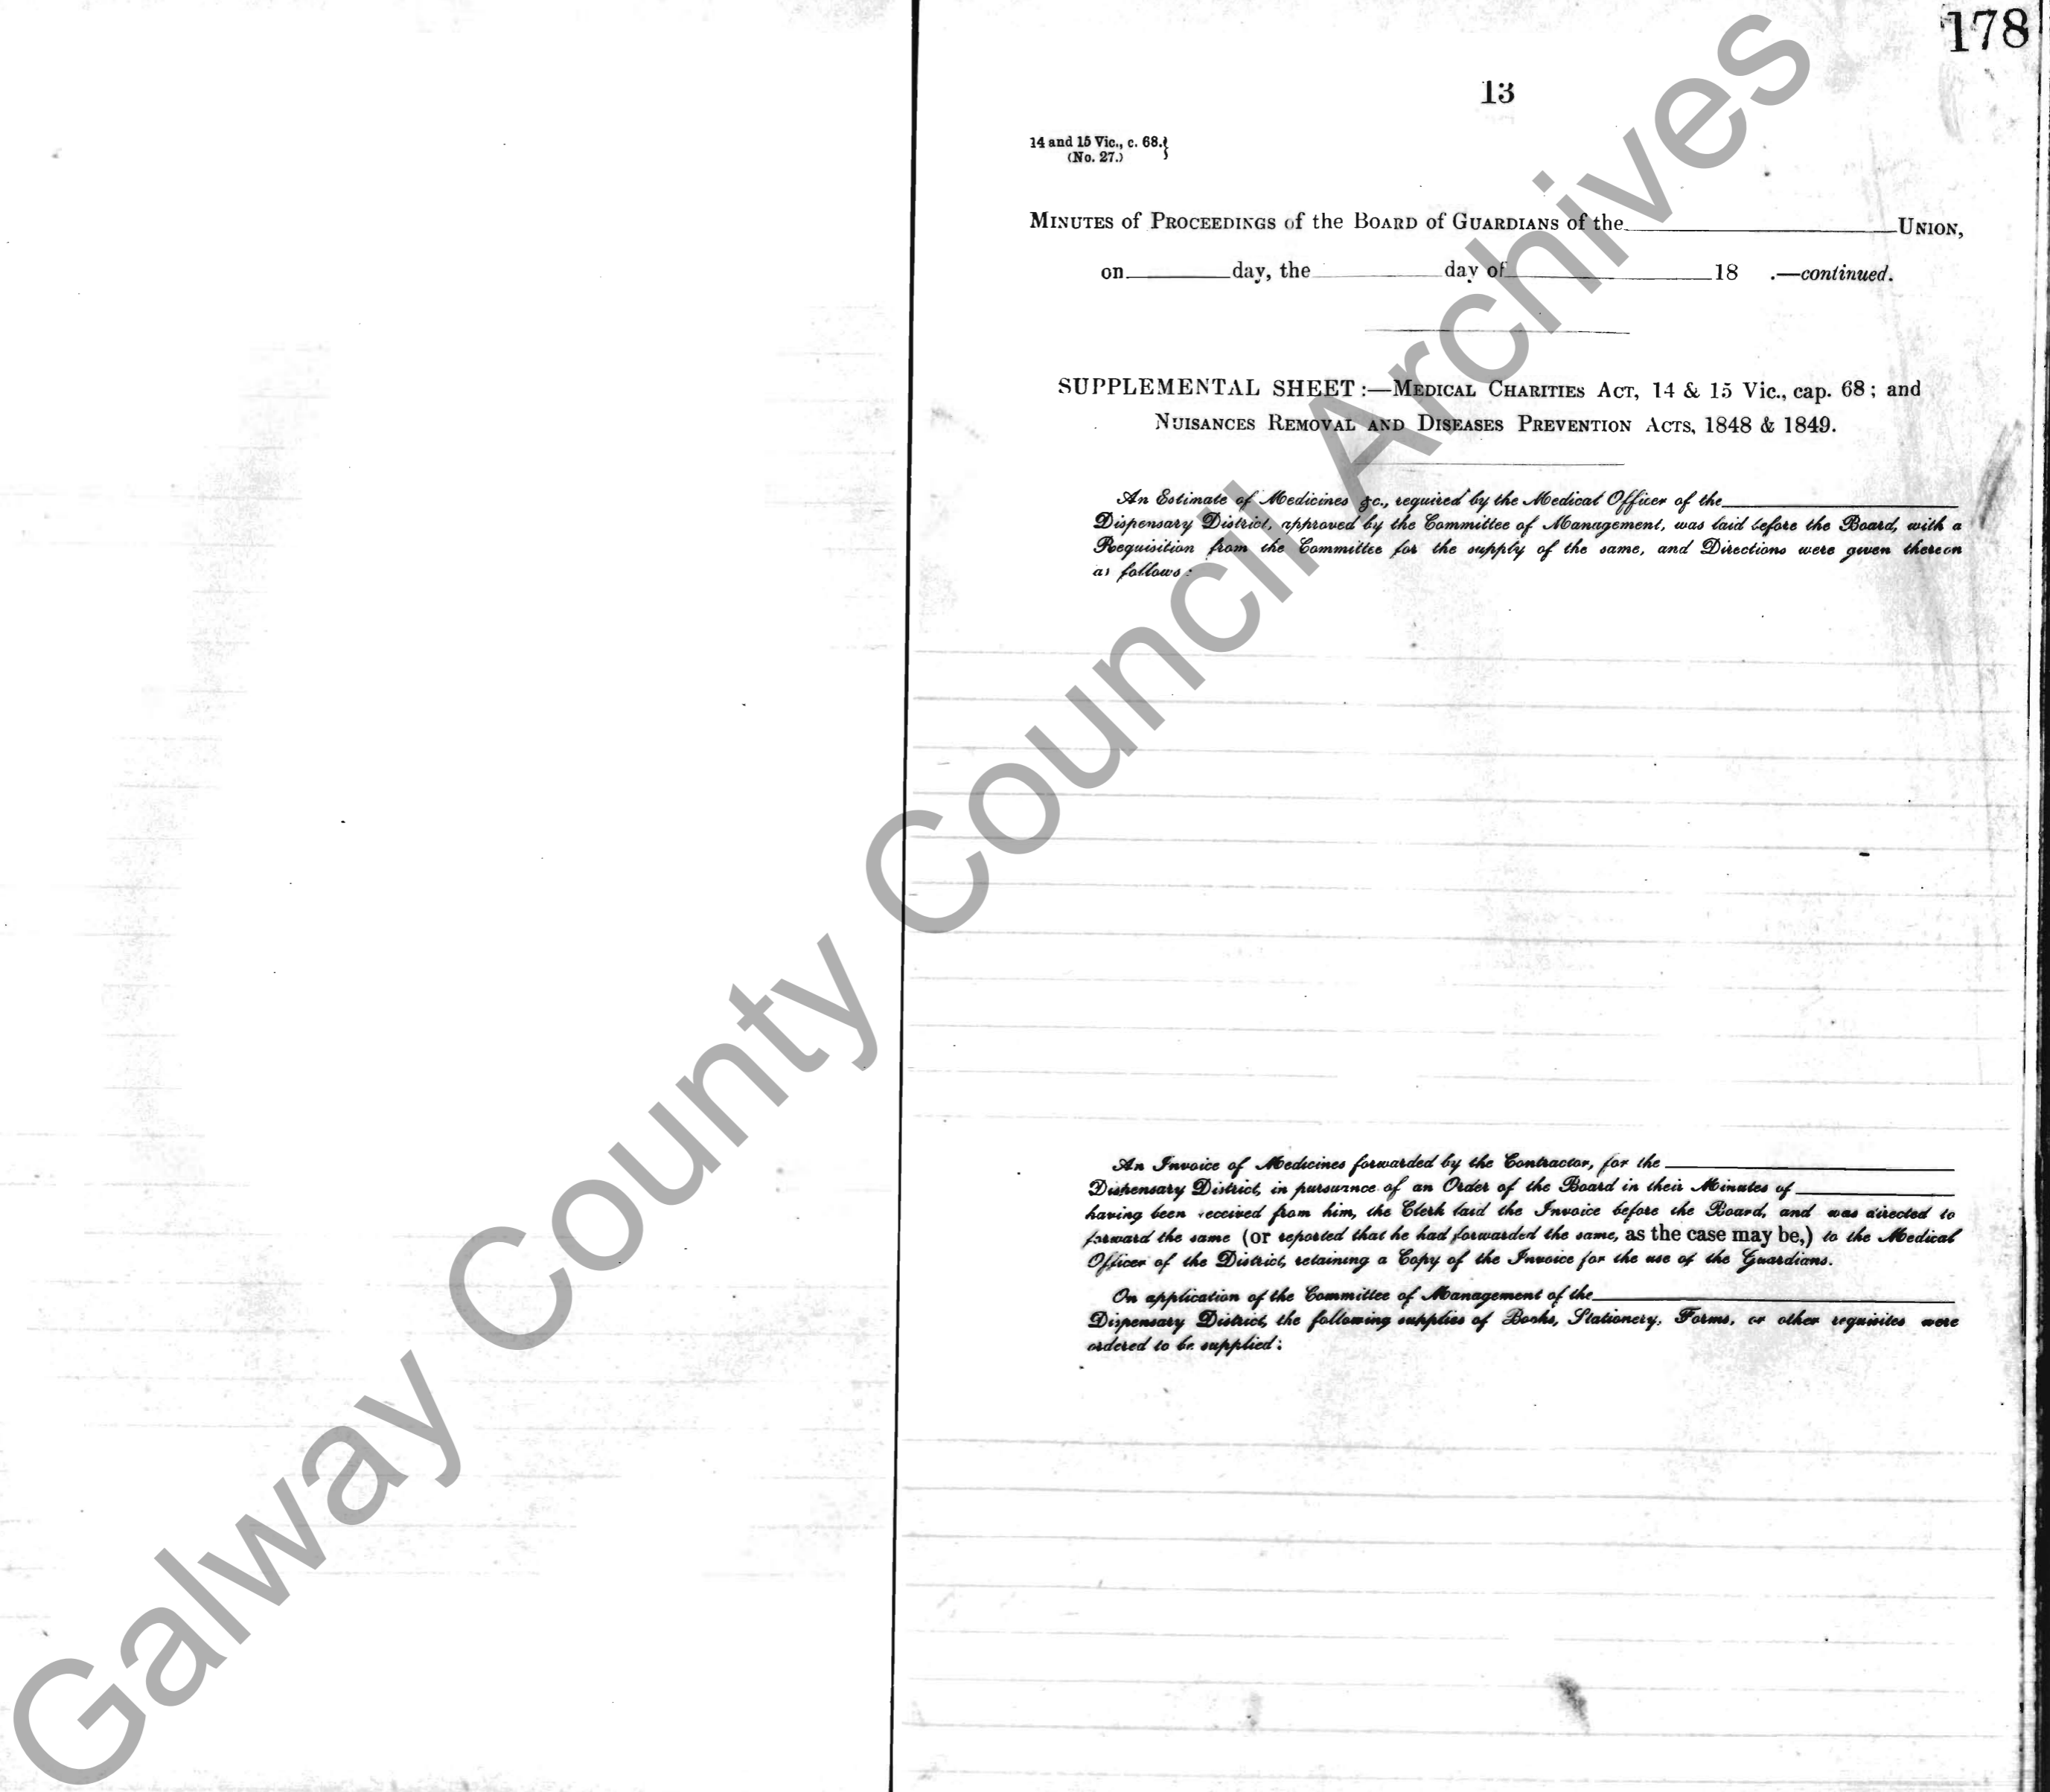 178
13
14 and 15 Vic., c. 68.}
(No. 27.)
MINUTES of PROCEEDINGS of the BOARD of GUARDIANS of the ________ UNION,
on ________ day, the ________ day of ________ 18 .—continued.
SUPPLEMENTAL SHEET:—MEDICAL CHARITIES ACT, 14 & 15 Vic., cap. 68; and
NUISANCES REMOVAL AND DISEASES PREVENTION ACTS, 1848 & 1849.
An Estimate of Medicines &c., required by the Medical Officer of the ________
Dispensary District, approved by the Committee of Management, was laid before the Board, with a
Requisition from the Committee for the supply of the same, and Directions were given thereon
as follows:
An Invoice of Medicines forwarded by the Contractor, for the ________
Dispensary District, in pursuance of an Order of the Board in their Minutes of ________
having been received from him, the Clerk laid the Invoice before the Board, and was directed to
forward the same (or reported that he had forwarded the same, as the case may be,) to the Medical
Officer of the District, retaining a Copy of the Invoice for the use of the Guardians.
On application of the Committee of Management of the ________
Dispensary District, the following supplies of Books, Stationery, Forms, or other requisites were
ordered to be supplied:
Galway County Council Archives